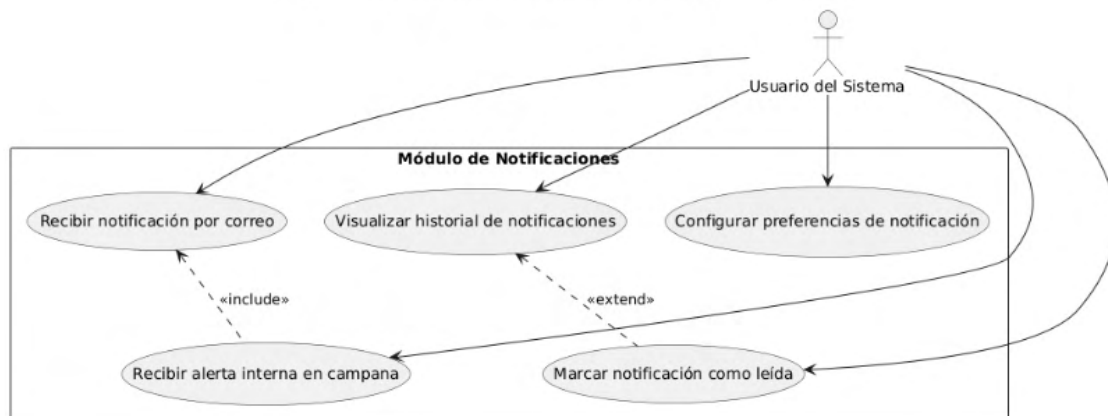 Usuario del Sistema
Módulo de Notificaciones
Recibir notificación por correo
Visualizar historial de notificaciones
Configurar preferencias de notificación
«include»
«extend»
Recibir alerta interna en campana
Marcar notificación como leída